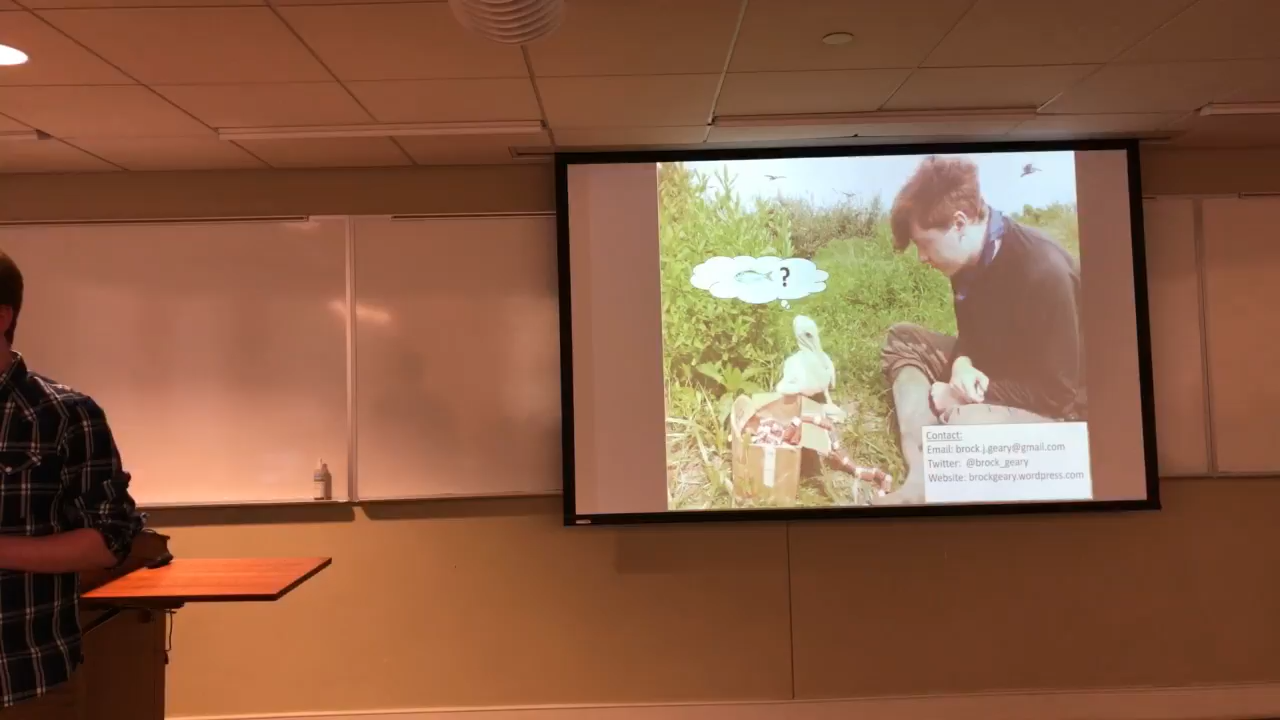 ?
Contact:
Email: brock.j.geary@gmail.com
Twitter: @brock_geary
Website: brockgeary.wordpress.com